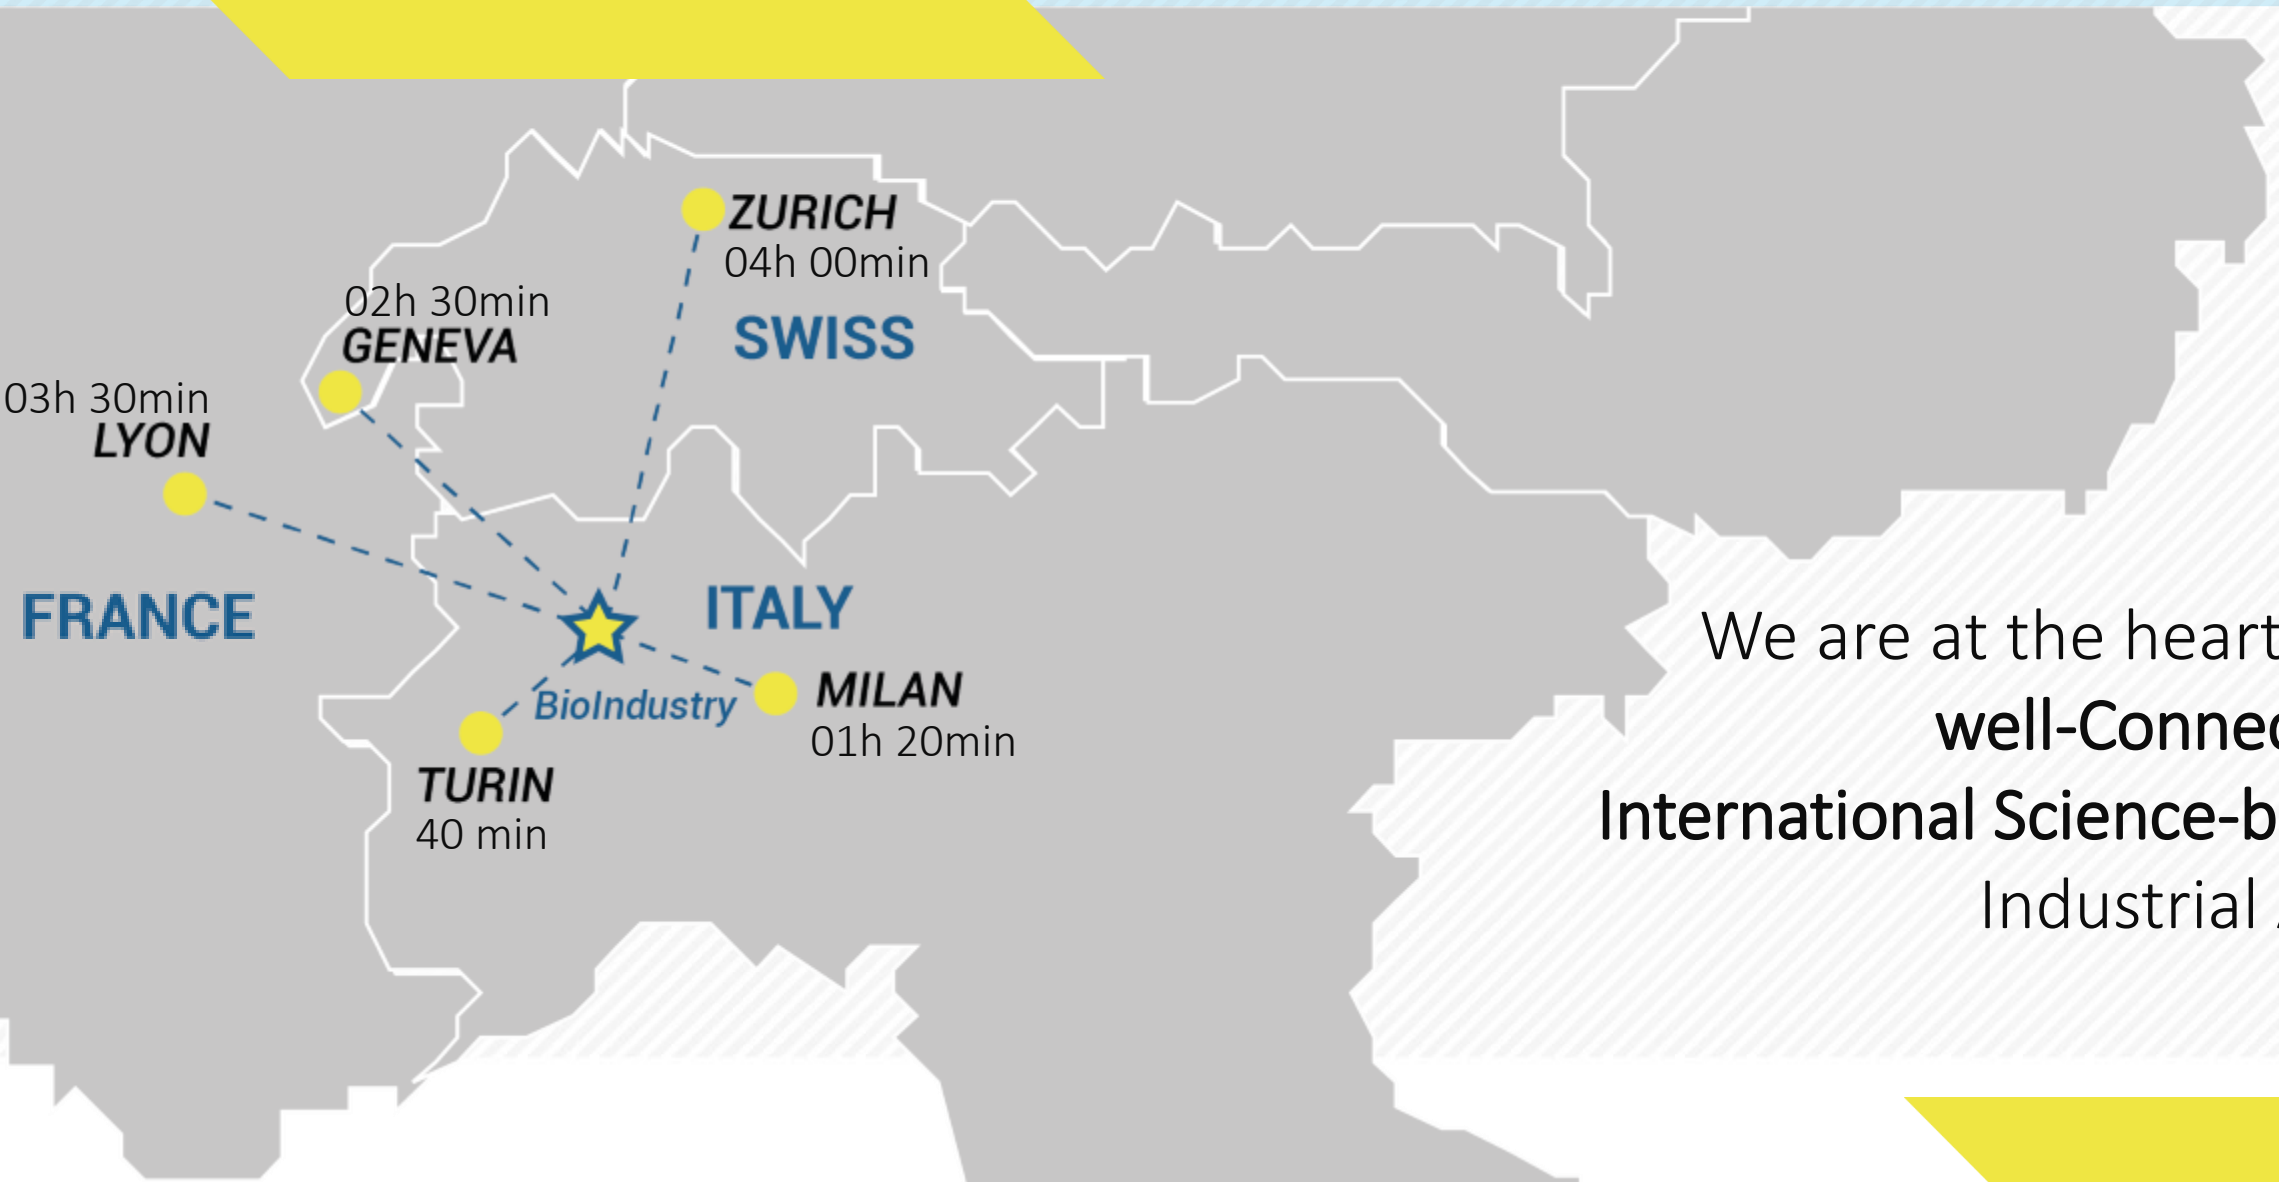 ZURICH
04h 00min
02h 30min
GENEVA
SWISS
03h 30min
LYON
FRANCE
ITALY
BioIndustry
MILAN
01h 20min
TURIN
40 min
We are at the heart
well-Connec
International Science-b
Industrial